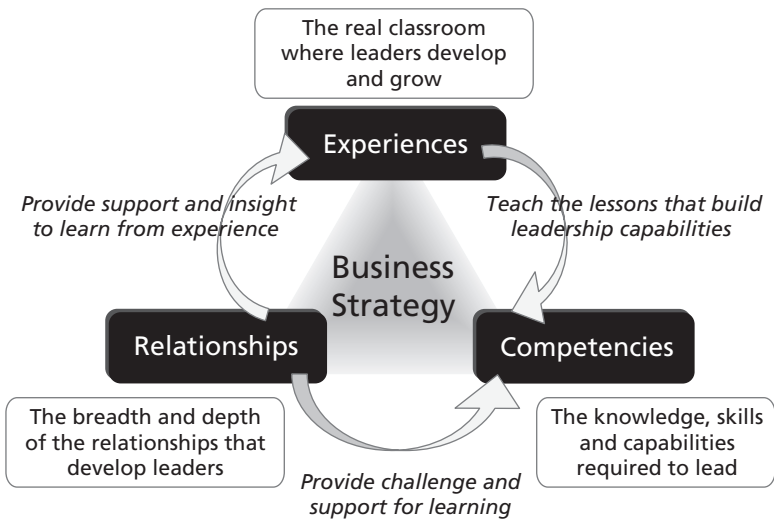 The real classroom
where leaders develop
and grow
Experiences
Provide support and insight
to learn from experience
Teach the lessons that build
leadership capabilities
Business
Strategy
Relationships
Competencies
The breadth and depth
of the relationships that
develop leaders
The knowledge, skills
and capabilities
required to lead
Provide challenge and
support for learning